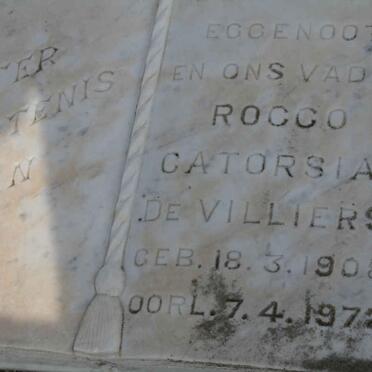 TER
TENIS
N
EGGENOOT
EN ONS VAD
ROCCO
CATORSIA
DE VILLIERS
GEB. 18. 3. 190
OORL. 7. 4. 197